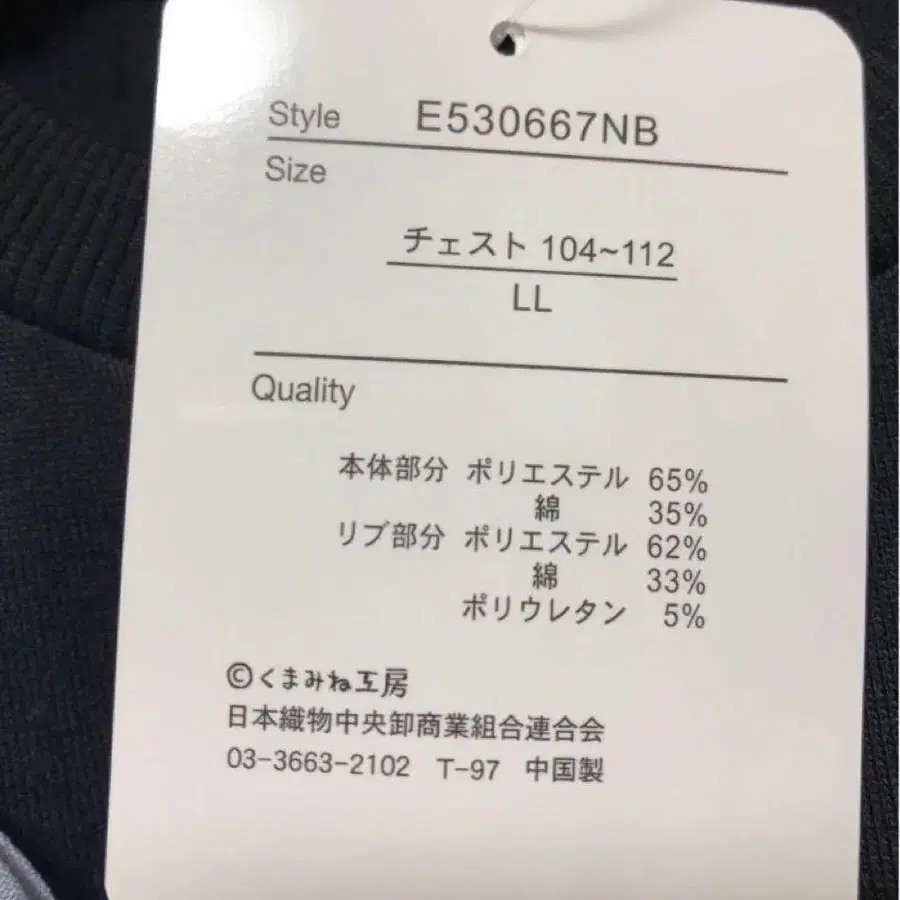 Style E530667NB
Size
チェスト 104~112
LL
Quality
本体部分 ポリエステル 65%
綿 35%
リブ部分 ポリエステル 62%
綿 33%
ポリウレタン 5%
©くまみね工房
日本織物中央卸商業組合連合会
03-3663-2102 T-97 中国製